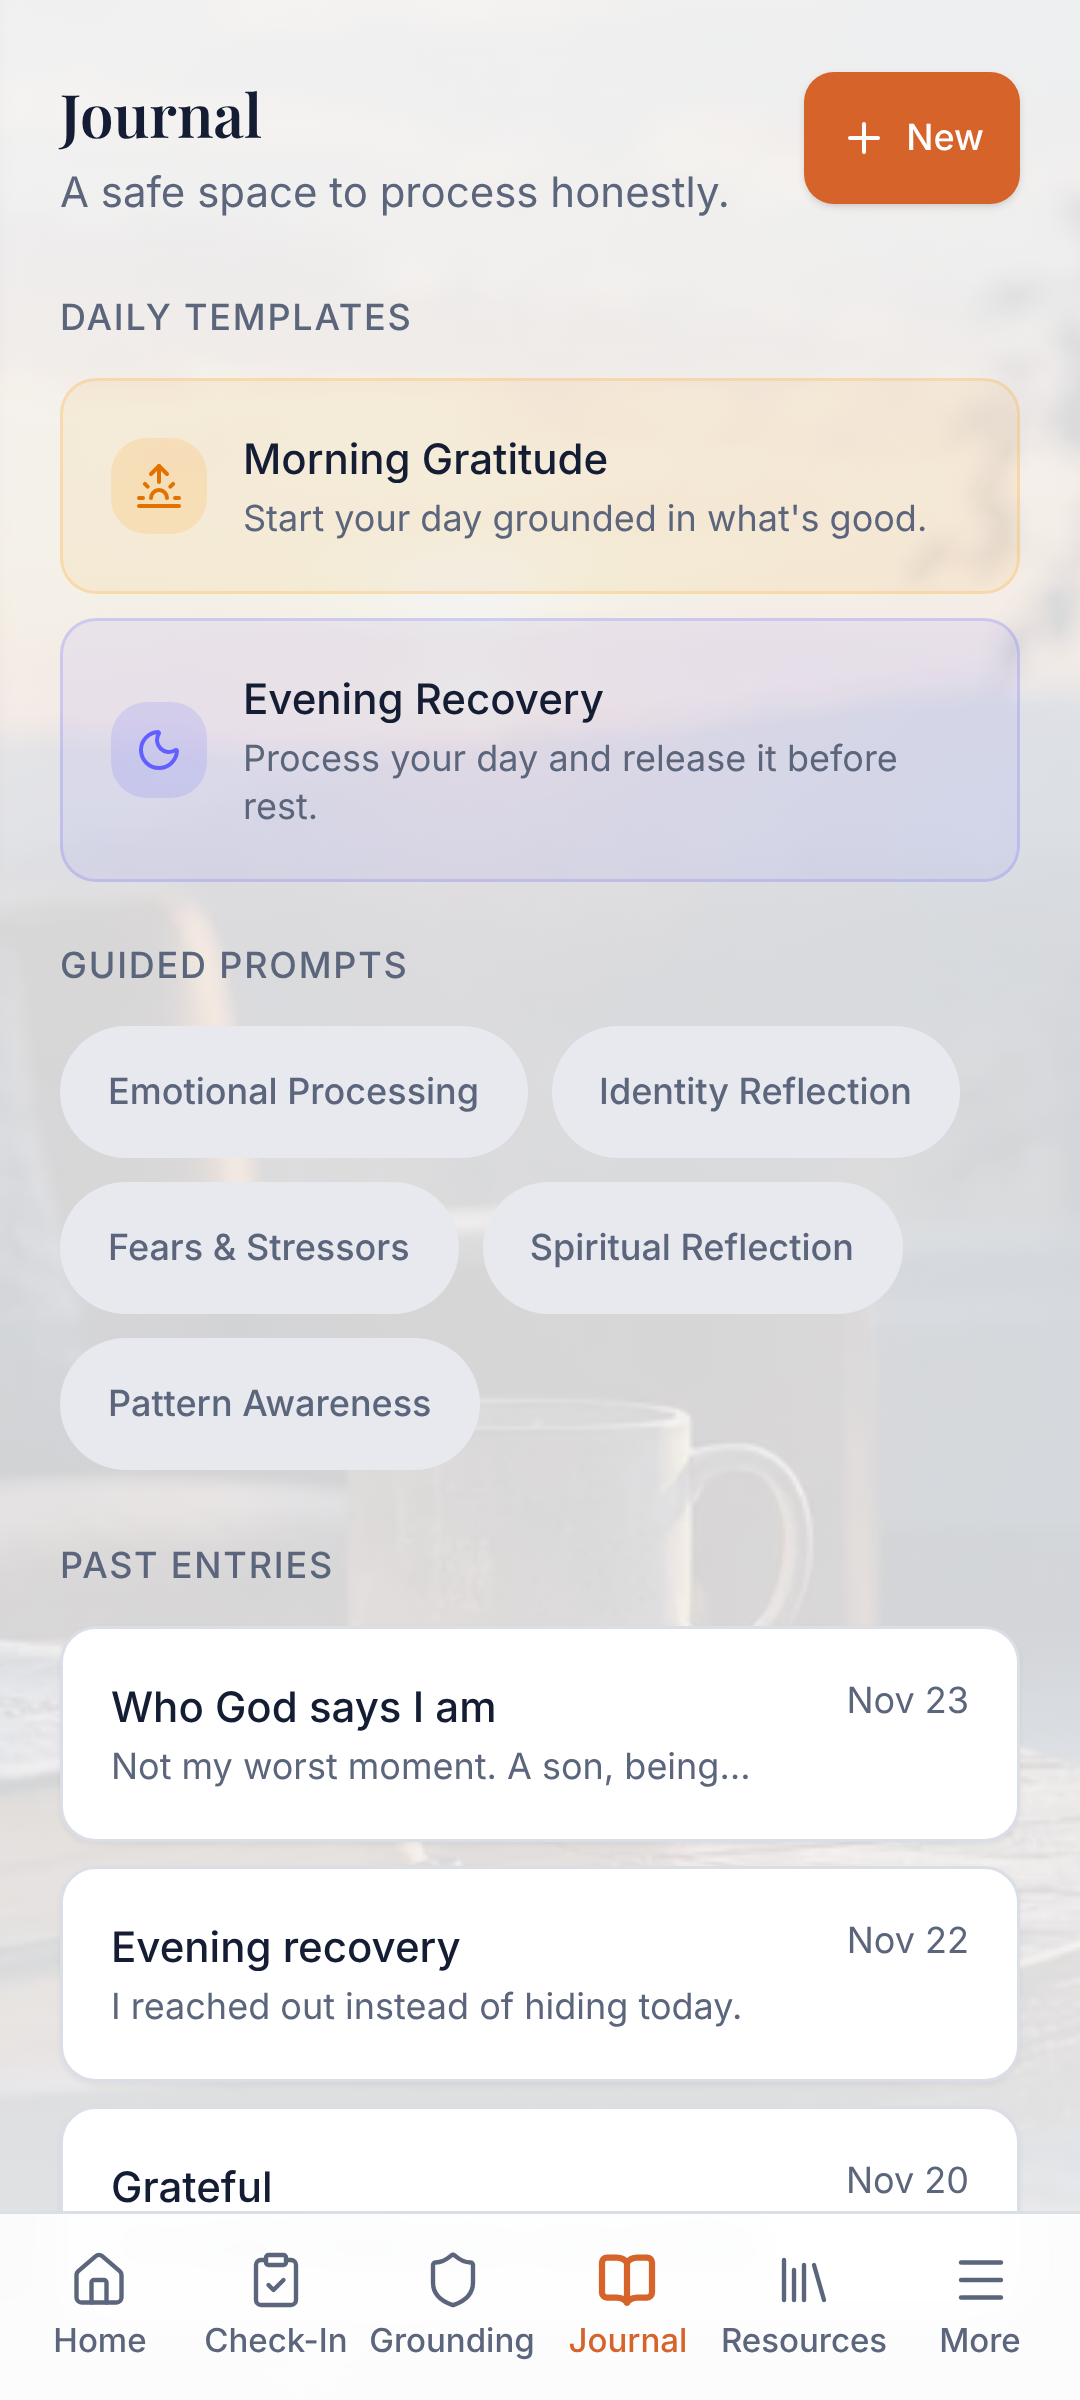 Journal
New
A safe space to process honestly.
DAILY TEMPLATES
Morning Gratitude
Start your day grounded in what's good.
Evening Recovery
Process your day and release it before
rest.
GUIDED PROMPTS
Emotional Processing
Identity Reflection
Fears & Stressors
Spiritual Reflection
Pattern Awareness
PAST ENTRIES
Who God says I am
Nov 23
Not my worst moment. A son, being...
Evening recovery
Nov 22
I reached out instead of hiding today.
Grateful
Nov 20
Home
Check-In
Grounding
Journal
Resources
More